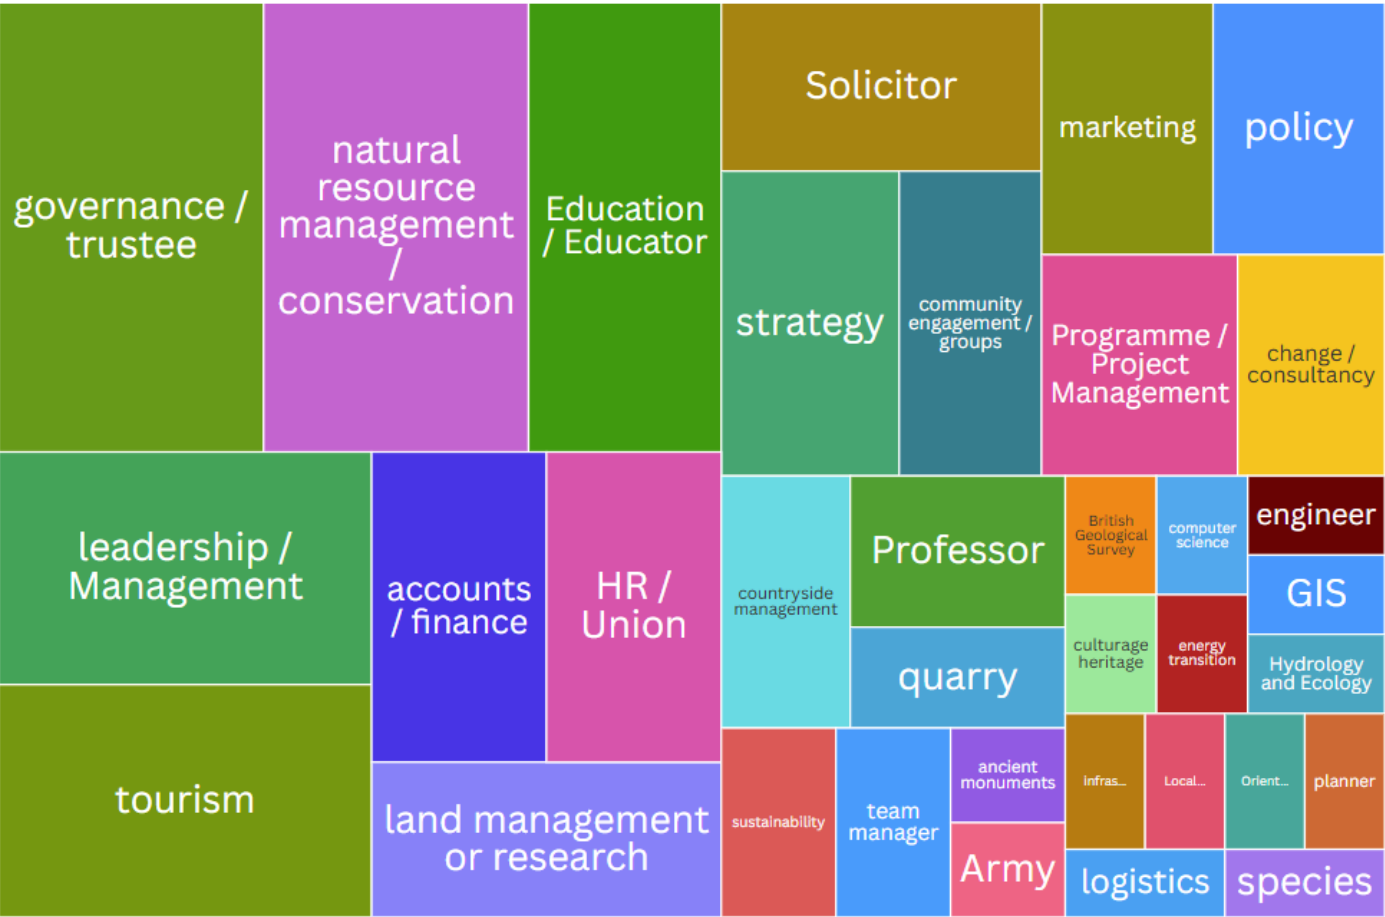 governance /
trustee
natural
resource
management
/
conservation
Education
/ Educator
Solicitor
marketing
policy
strategy
community
engagement /
groups
Programme /
Project
Management
change /
consultancy
leadership /
Management
accounts
/ finance
HR /
Union
tourism
land management
or research
countryside
management
Professor
quarry
British
Geological
Survey
computer
science
engineer
GIS
culturage
heritage
energy
transition
Hydrology
and Ecology
sustainability
team
manager
ancient
monuments
Army
infras...
Local...
Orient...
planner
logistics
species